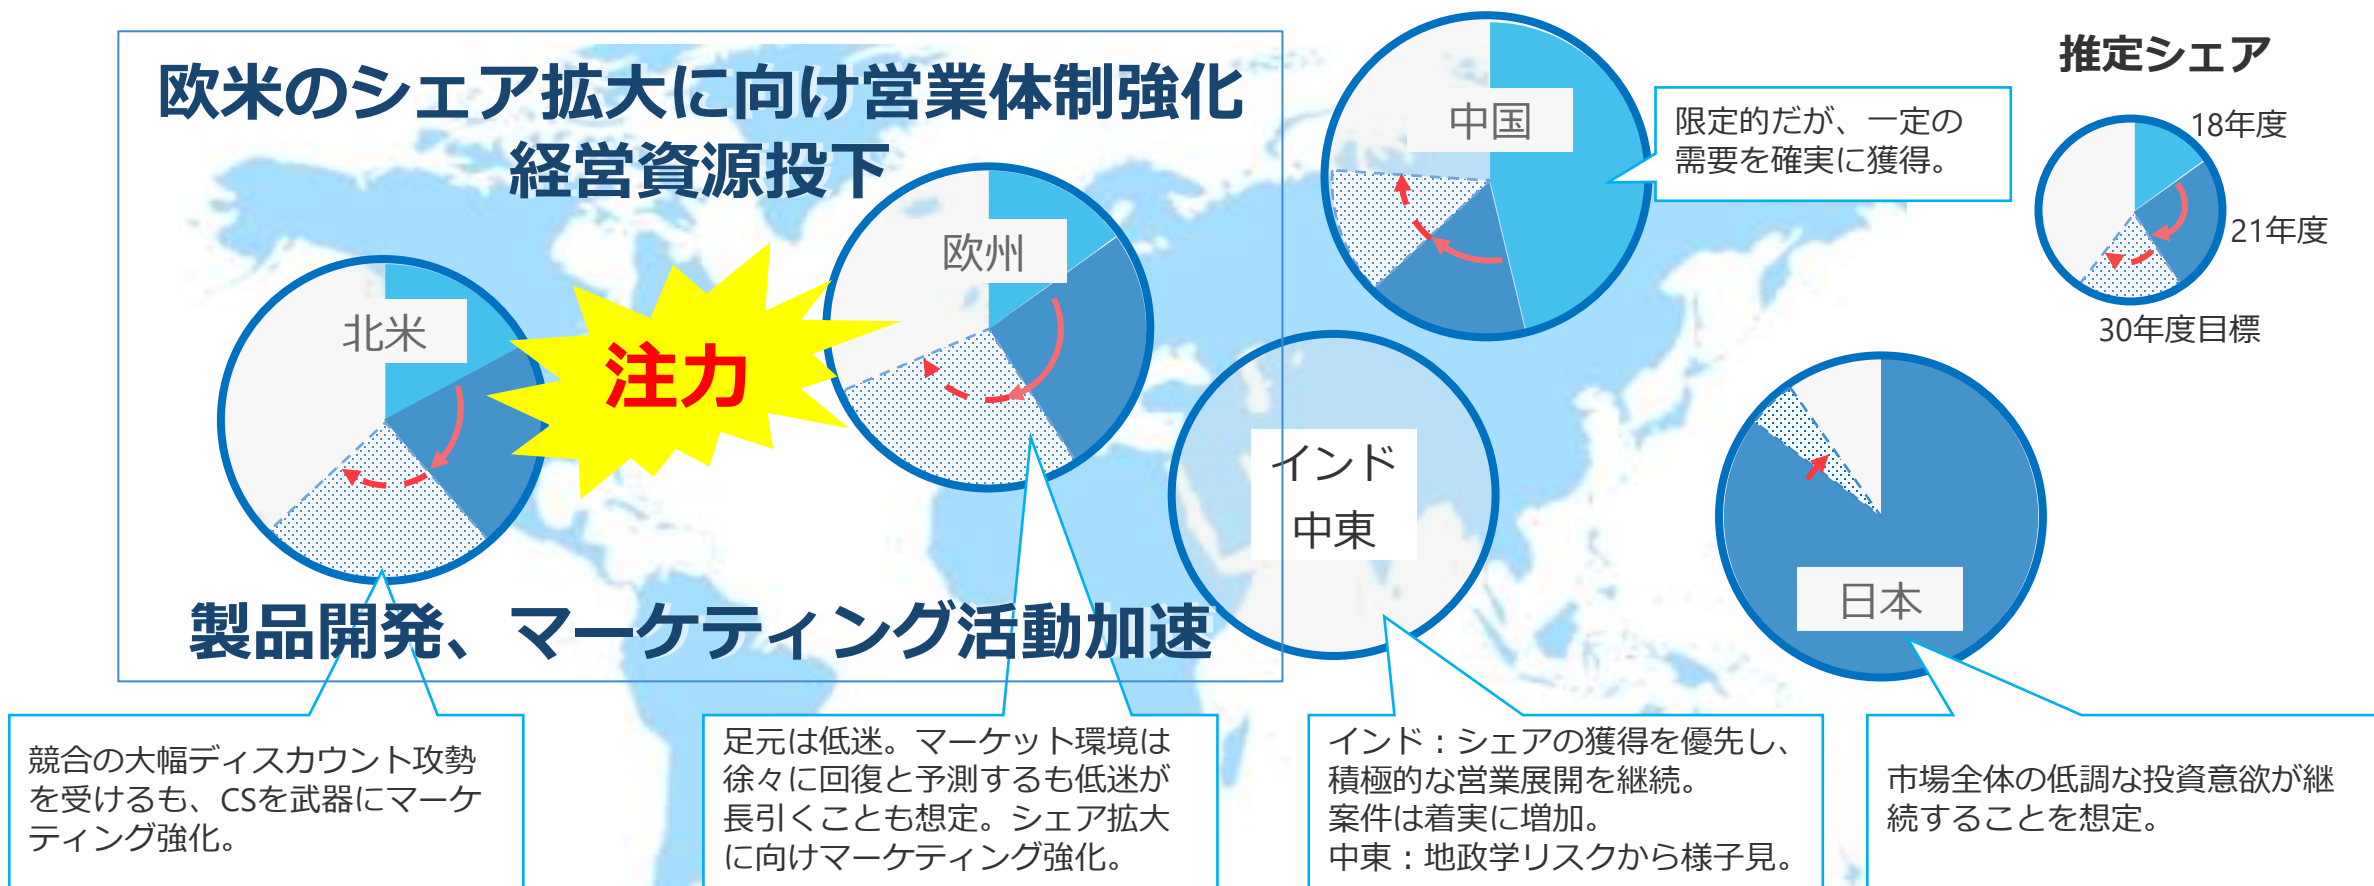 欧米のシェア拡大に向け営業体制強化
経営資源投下
北米
注力
欧州
製品開発、マーケティング活動加速
中国
限定的だが、一定の
需要を確実に獲得。
推定シェア
18年度
21年度
30年度目標
インド
中東
日本
競合の大幅ディスカウント攻勢
を受けるも、CSを武器にマーケ
ティング強化。
足元は低迷。マーケット環境は
徐々に回復と予測するも低迷が
長引くことも想定。シェア拡大
に向けマーケティング強化。
インド：シェアの獲得を優先し、
積極的な営業展開を継続。
案件は着実に増加。
中東：地政学リスクから様子見。
市場全体の低調な投資意欲が継
続することを想定。